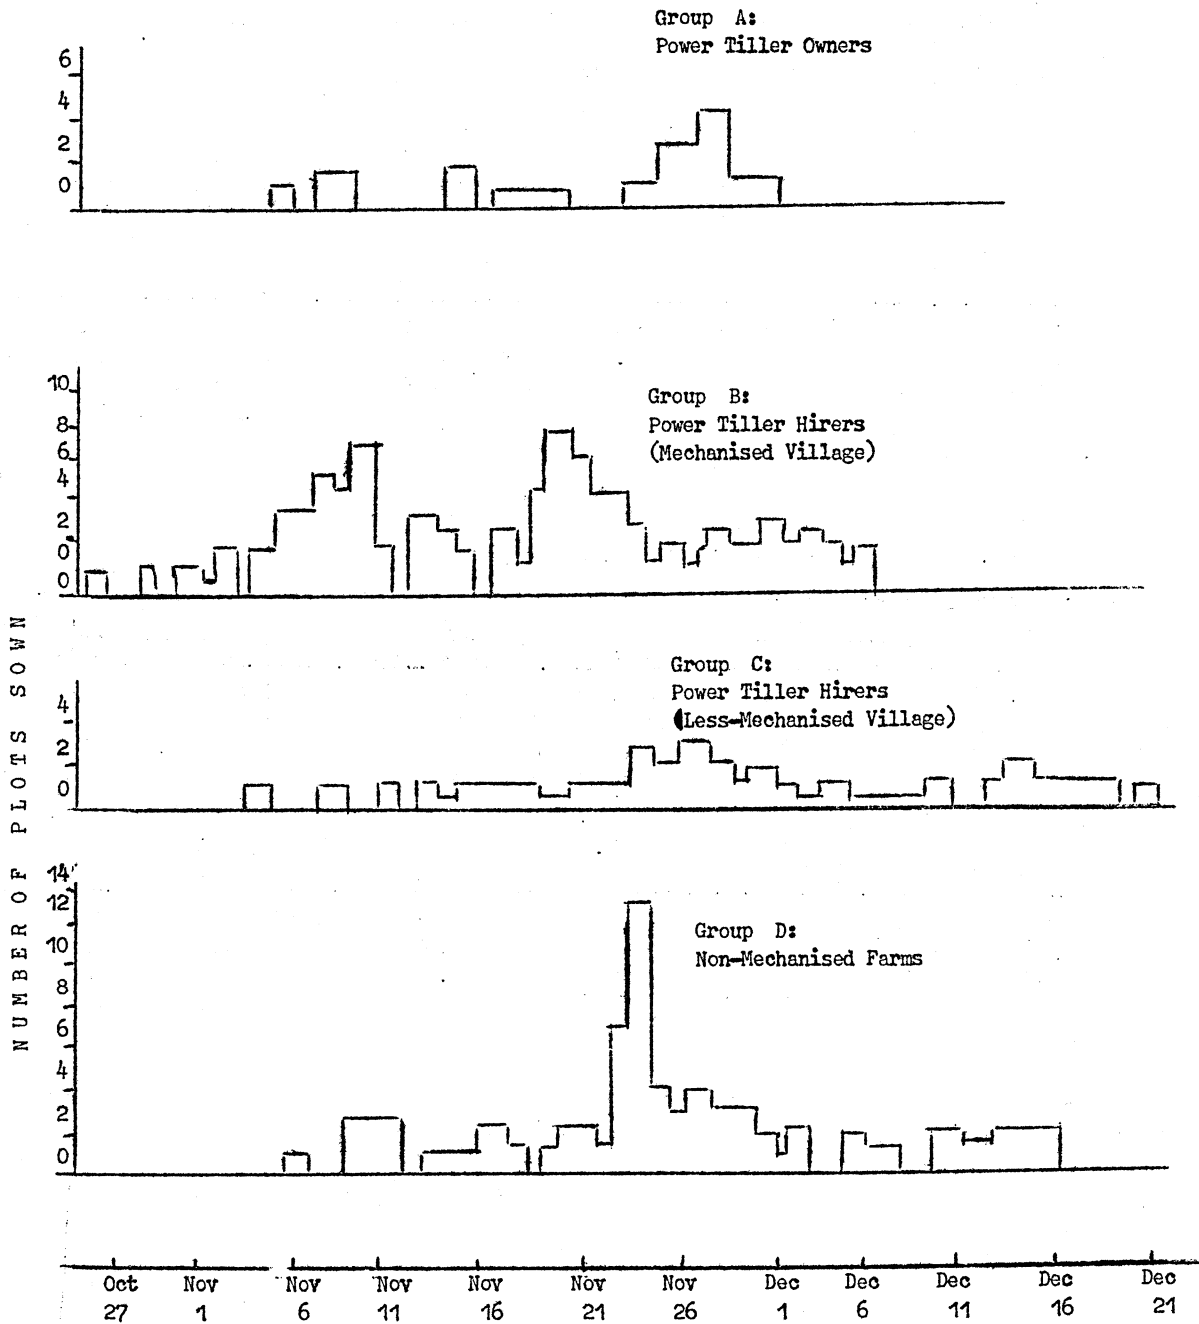 Group A:
Power Tiller Owners
6
4
2
0
Group B:
Power Tiller Hirers
(Mechanised Village)
10
8
6
4
2
0
0
Group C:
Power Tiller Hirers
(Less-Mechanised Village)
4
2
0
Group D:
Non-Mechanised Farms
14
12
10
8
6
4
2
0
NUMBER OF PLOTS SOWN
Oct Nov Nov Nov Nov Nov Nov Dec Dec Dec Dec Dec
27 1 6 11 16 21 26 1 6 11 16 21